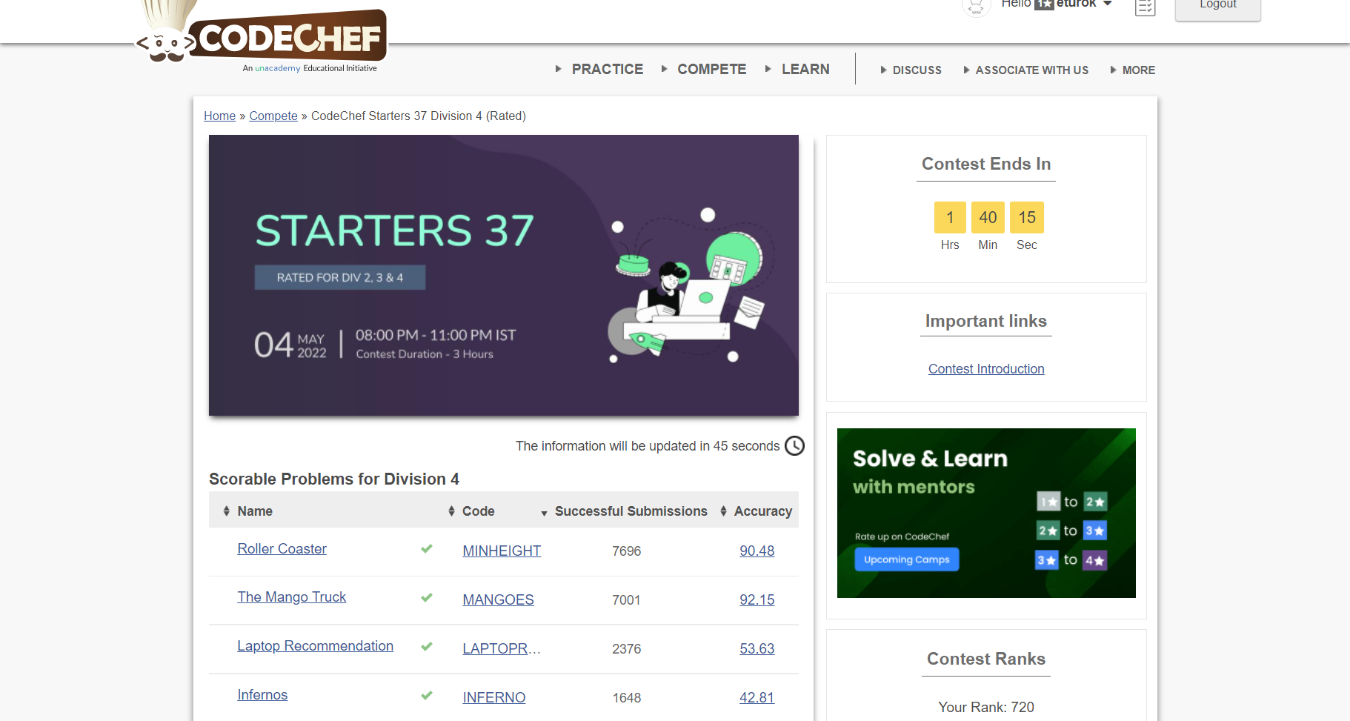 Hello 1★ eturok
Logout
CODECHEF
An unacademy Educational Initiative
PRACTICE COMPETE LEARN DISCUSS ASSOCIATE WITH US MORE
Home » Compete » CodeChef Starters 37 Division 4 (Rated)
STARTERS 37
RATED FOR DIV 2, 3 & 4
04 MAY 2022 | 08:00 PM - 11:00 PM IST
Contest Duration - 3 Hours
The information will be updated in 45 seconds
Scorable Problems for Division 4
Name Code Successful Submissions Accuracy
Roller Coaster MINHEIGHT 7696 90.48
The Mango Truck MANGOES 7001 92.15
Laptop Recommendation LAPTOPR... 2376 53.63
Infernos INFERNO 1648 42.81
Contest Ends In
1 40 15
Hrs Min Sec
Important links
Contest Introduction
Solve & Learn
with mentors
1★ to 2★
2★ to 3★
3★ to 4★
Rate up on CodeChef
Upcoming Camps
Contest Ranks
Your Rank: 720